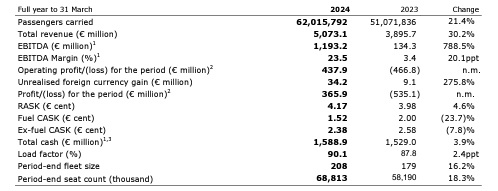 Full year to 31 March 2024 2023 Change
Passengers carried 62,015,792 51,071,836 21.4%
Total revenue (€ million) 5,073.1 3,895.7 30.2%
EBITDA (€ million)¹ 1,193.2 134.3 788.5%
EBITDA Margin (%)¹ 23.5 3.4 20.1ppt
Operating profit/(loss) for the period (€ million)² 437.9 (466.8) n.m.
Unrealised foreign currency gain (€ million) 34.2 9.1 275.8%
Profit/(loss) for the period (€ million)² 365.9 (535.1) n.m.
RASK (€ cent) 4.17 3.98 4.6%
Fuel CASK (€ cent) 1.52 2.00 (23.7)%
Ex-fuel CASK (€ cent) 2.38 2.58 (7.8)%
Total cash (€ million)¹,³ 1,588.9 1,529.0 3.9%
Load factor (%) 90.1 87.8 2.4ppt
Period-end fleet size 208 179 16.2%
Period-end seat count (thousand) 68,813 58,190 18.3%